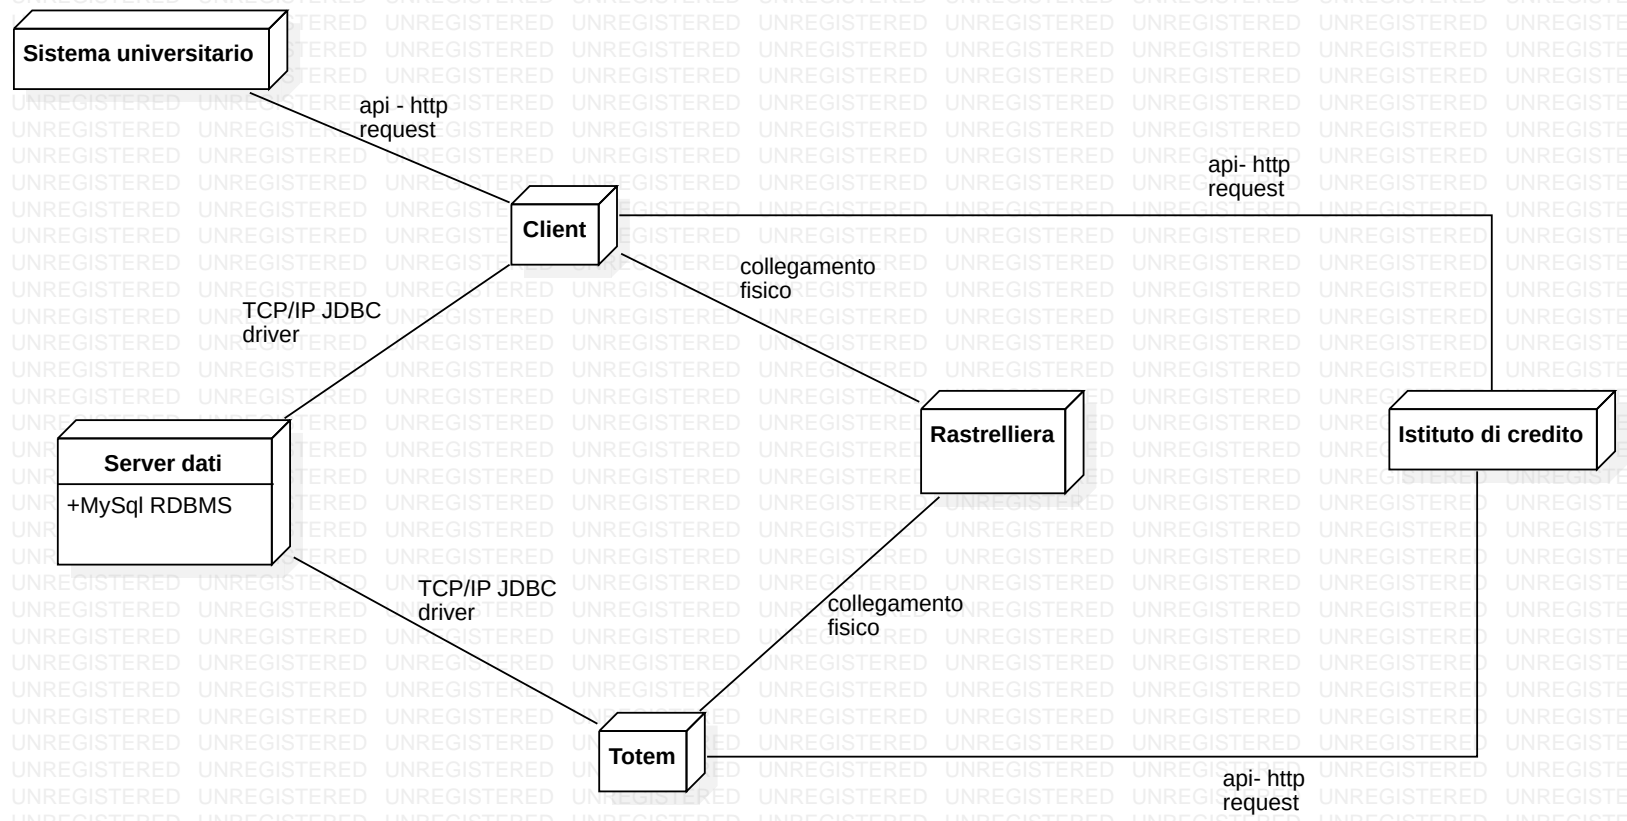 Sistema universitario
api - http
request
api- http
request
Client
collegamento
fisico
TCP/IP JDBC
driver
Rastrelliera
Istituto di credito
Server dati
+MySql RDBMS
TCP/IP JDBC
driver
collegamento
fisico
Totem
api- http
request
UNREGISTERED